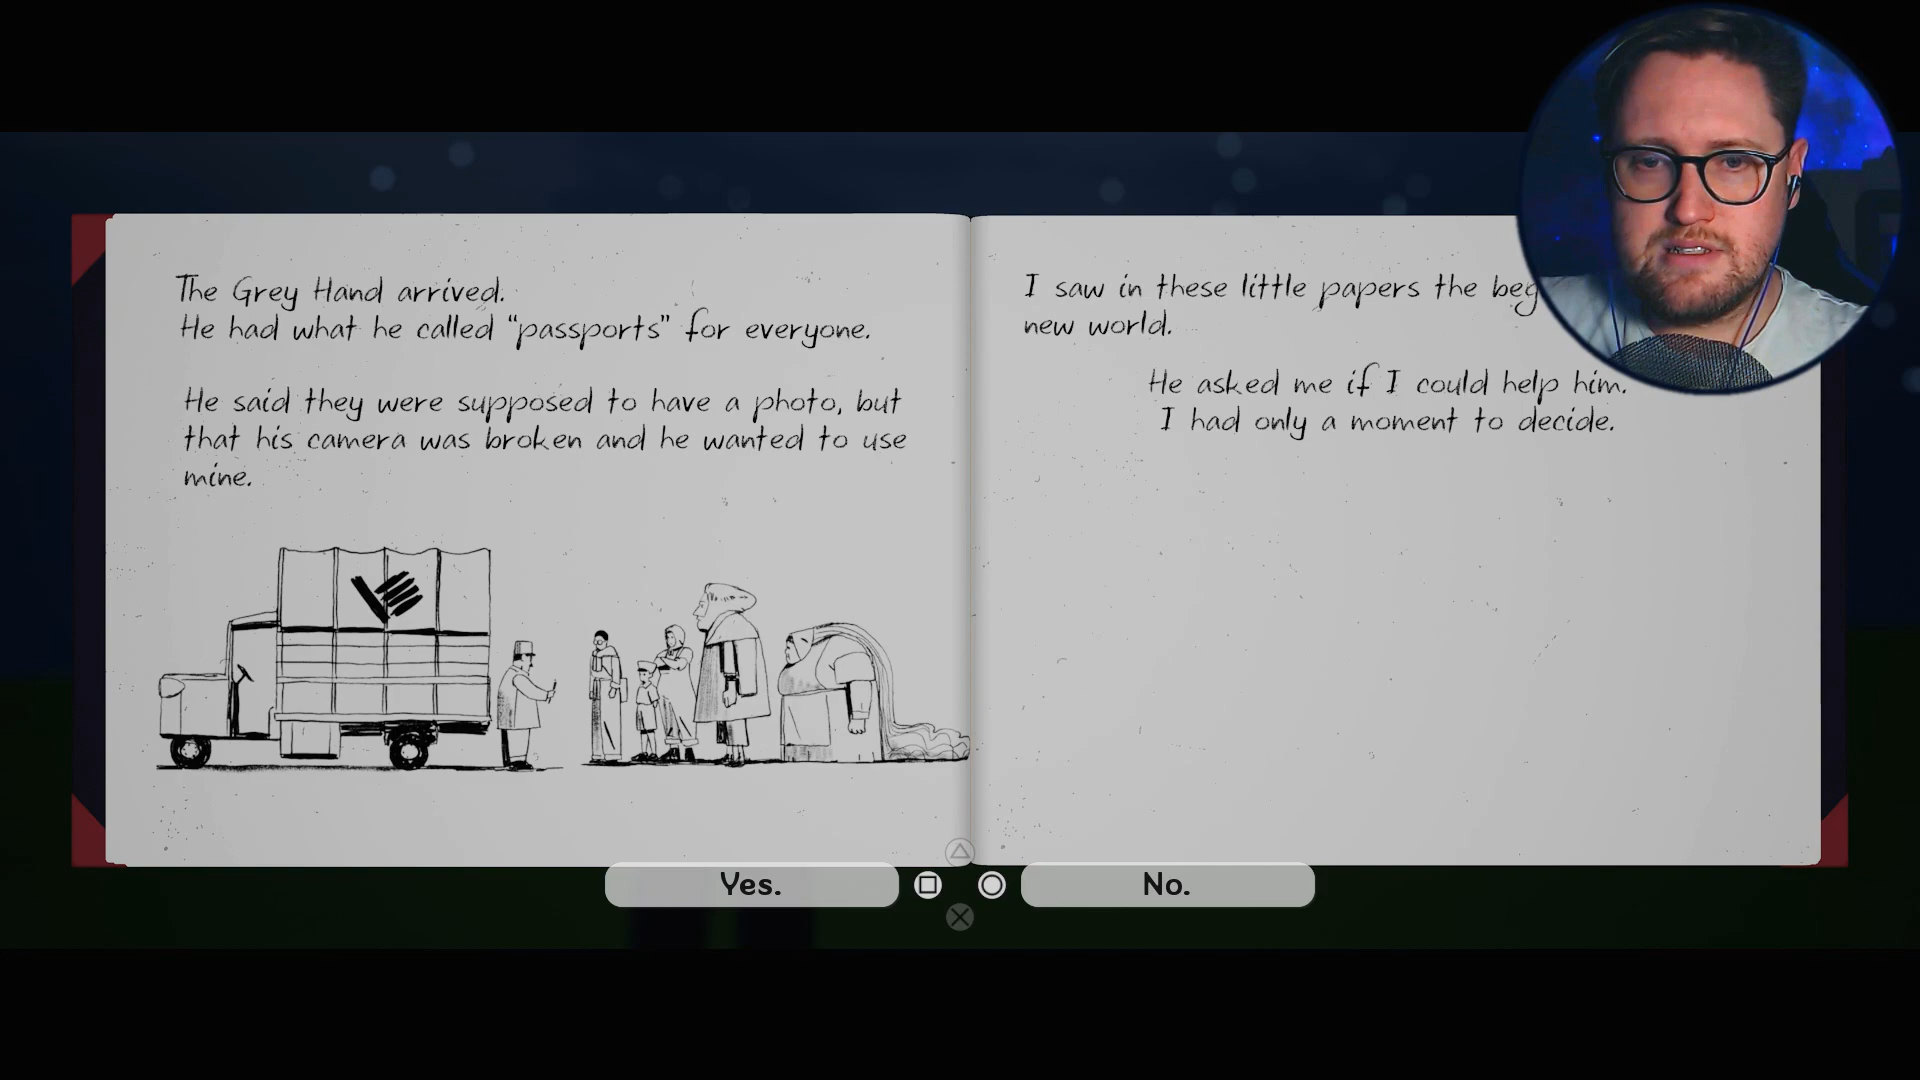 The Grey Hand arrived.
He had what he called “passports” for everyone.
He said they were supposed to have a photo, but
that his camera was broken and he wanted to use
mine.
I saw in these little papers the
new world.
He asked me if I could help him.
I had only a moment to decide.
Yes.
No.